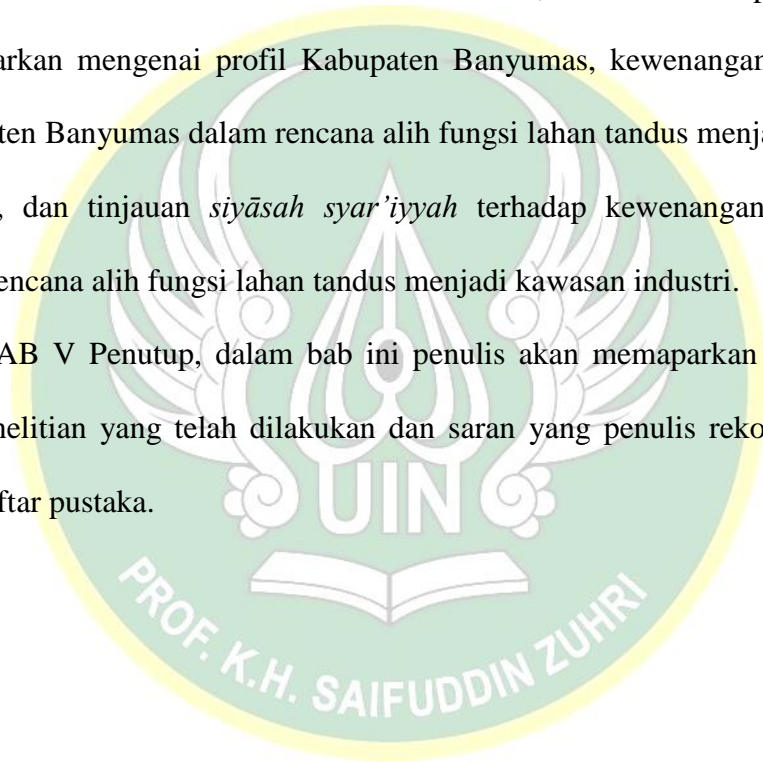 arkan mengenai profil Kabupaten Banyumas, kewenangan
ten Banyumas dalam rencana alih fungsi lahan tandus menja
, dan tinjauan siyāsah syar’iyyah terhadap kewenangan
encana alih fungsi lahan tandus menjadi kawasan industri.
AB V Penutup, dalam bab ini penulis akan memaparkan
nelitian yang telah dilakukan dan saran yang penulis reko
ftar pustaka.
UIN
PROF. K.H. SAIFUDDIN ZUHRI